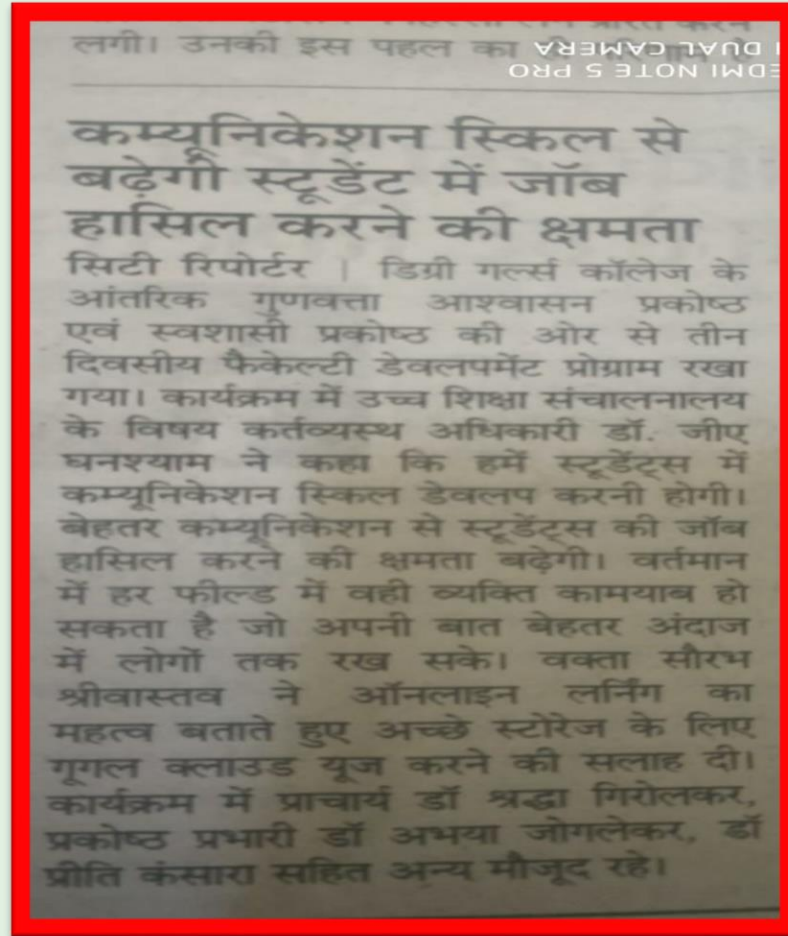 लगी। उनकी इस पहल का
DUAL CAMERA
EDMI NOTE 5 PRO
कम्यूनिकेशन स्किल से
बढ़ेगी स्टूडेंट में जॉब
हासिल करने की क्षमता
सिटी रिपोर्टर | डिग्री गर्ल्स कॉलेज के
आंतरिक गुणवत्ता आश्वासन प्रकोष्ठ
एवं स्वशासी प्रकोष्ठ की ओर से तीन
दिवसीय फैकेल्टी डेवलपमेंट प्रोग्राम रखा
गया। कार्यक्रम में उच्च शिक्षा संचालनालय
के विषय कर्तव्यस्थ अधिकारी डॉ. जीए
घनश्याम ने कहा कि हमें स्टूडेंट्स में
कम्यूनिकेशन स्किल डेवलप करनी होगी।
बेहतर कम्यूनिकेशन से स्टूडेंट्स की जॉब
हासिल करने की क्षमता बढ़ेगी। वर्तमान
में हर फील्ड में वही व्यक्ति कामयाब हो
सकता है जो अपनी बात बेहतर अंदाज
में लोगों तक रख सके। वक्ता सौरभ
श्रीवास्तव ने ऑनलाइन लर्निंग का
महत्व बताते हुए अच्छे स्टोरेज के लिए
गूगल क्लाउड यूज करने की सलाह दी।
कार्यक्रम में प्राचार्य डॉ श्रद्धा गिरोलकर,
प्रकोष्ठ प्रभारी डॉ अभया जोगलेकर, डॉ
प्रीति कंसारा सहित अन्य मौजूद रहे।